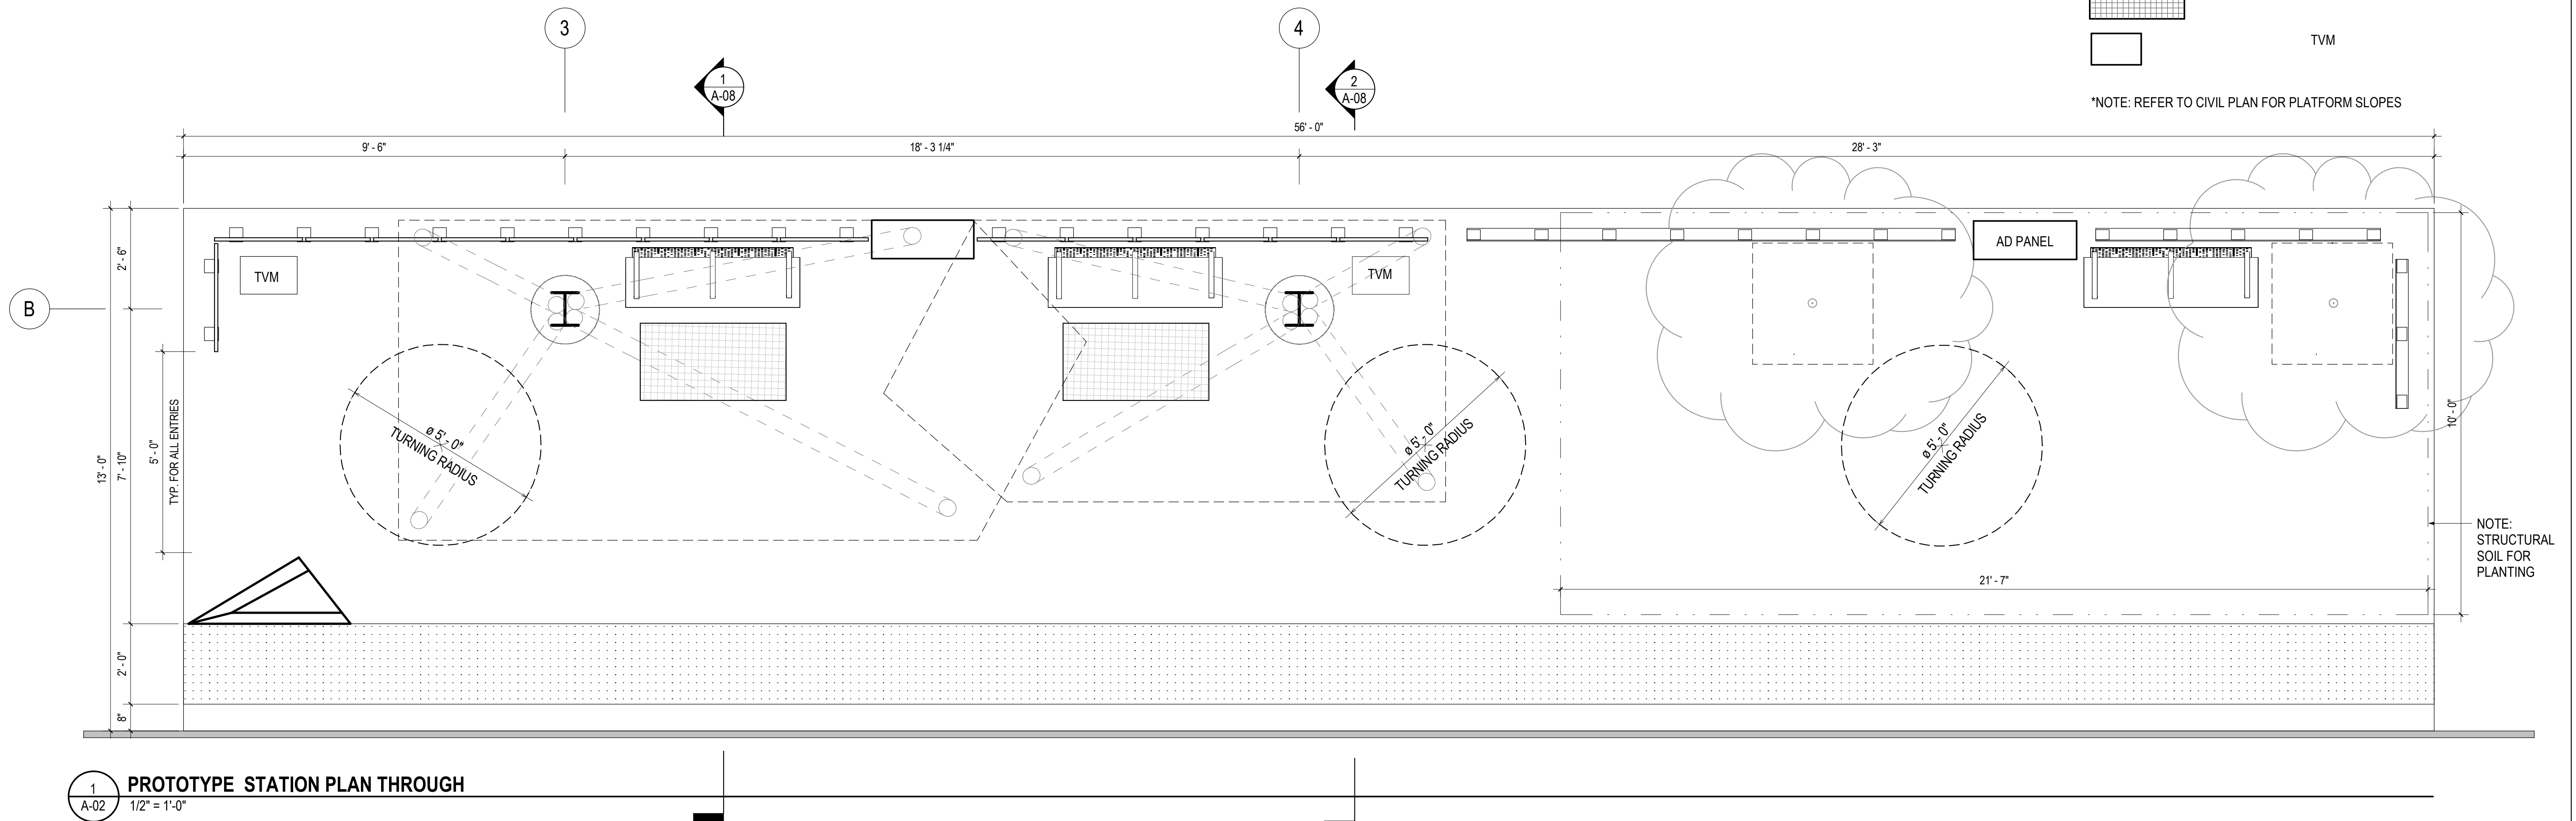 3
4
TVM
1
A-08
2
A-08
*NOTE: REFER TO CIVIL PLAN FOR PLATFORM SLOPES
56' - 0"
9' - 6"
18' - 3 1/4"
28' - 3"
B
13' - 0"
2' - 6"
7' - 10"
2' - 0"
8"
5' - 0"
TYP. FOR ALL ENTRIES
TVM
TVM
AD PANEL
ø 5' - 0"
TURNING RADIUS
ø 5' - 0"
TURNING RADIUS
ø 5' - 0"
TURNING RADIUS
10' - 0"
21' - 7"
NOTE:
STRUCTURAL
SOIL FOR
PLANTING
1
A-02
PROTOTYPE STATION PLAN THROUGH
1/2" = 1'-0"